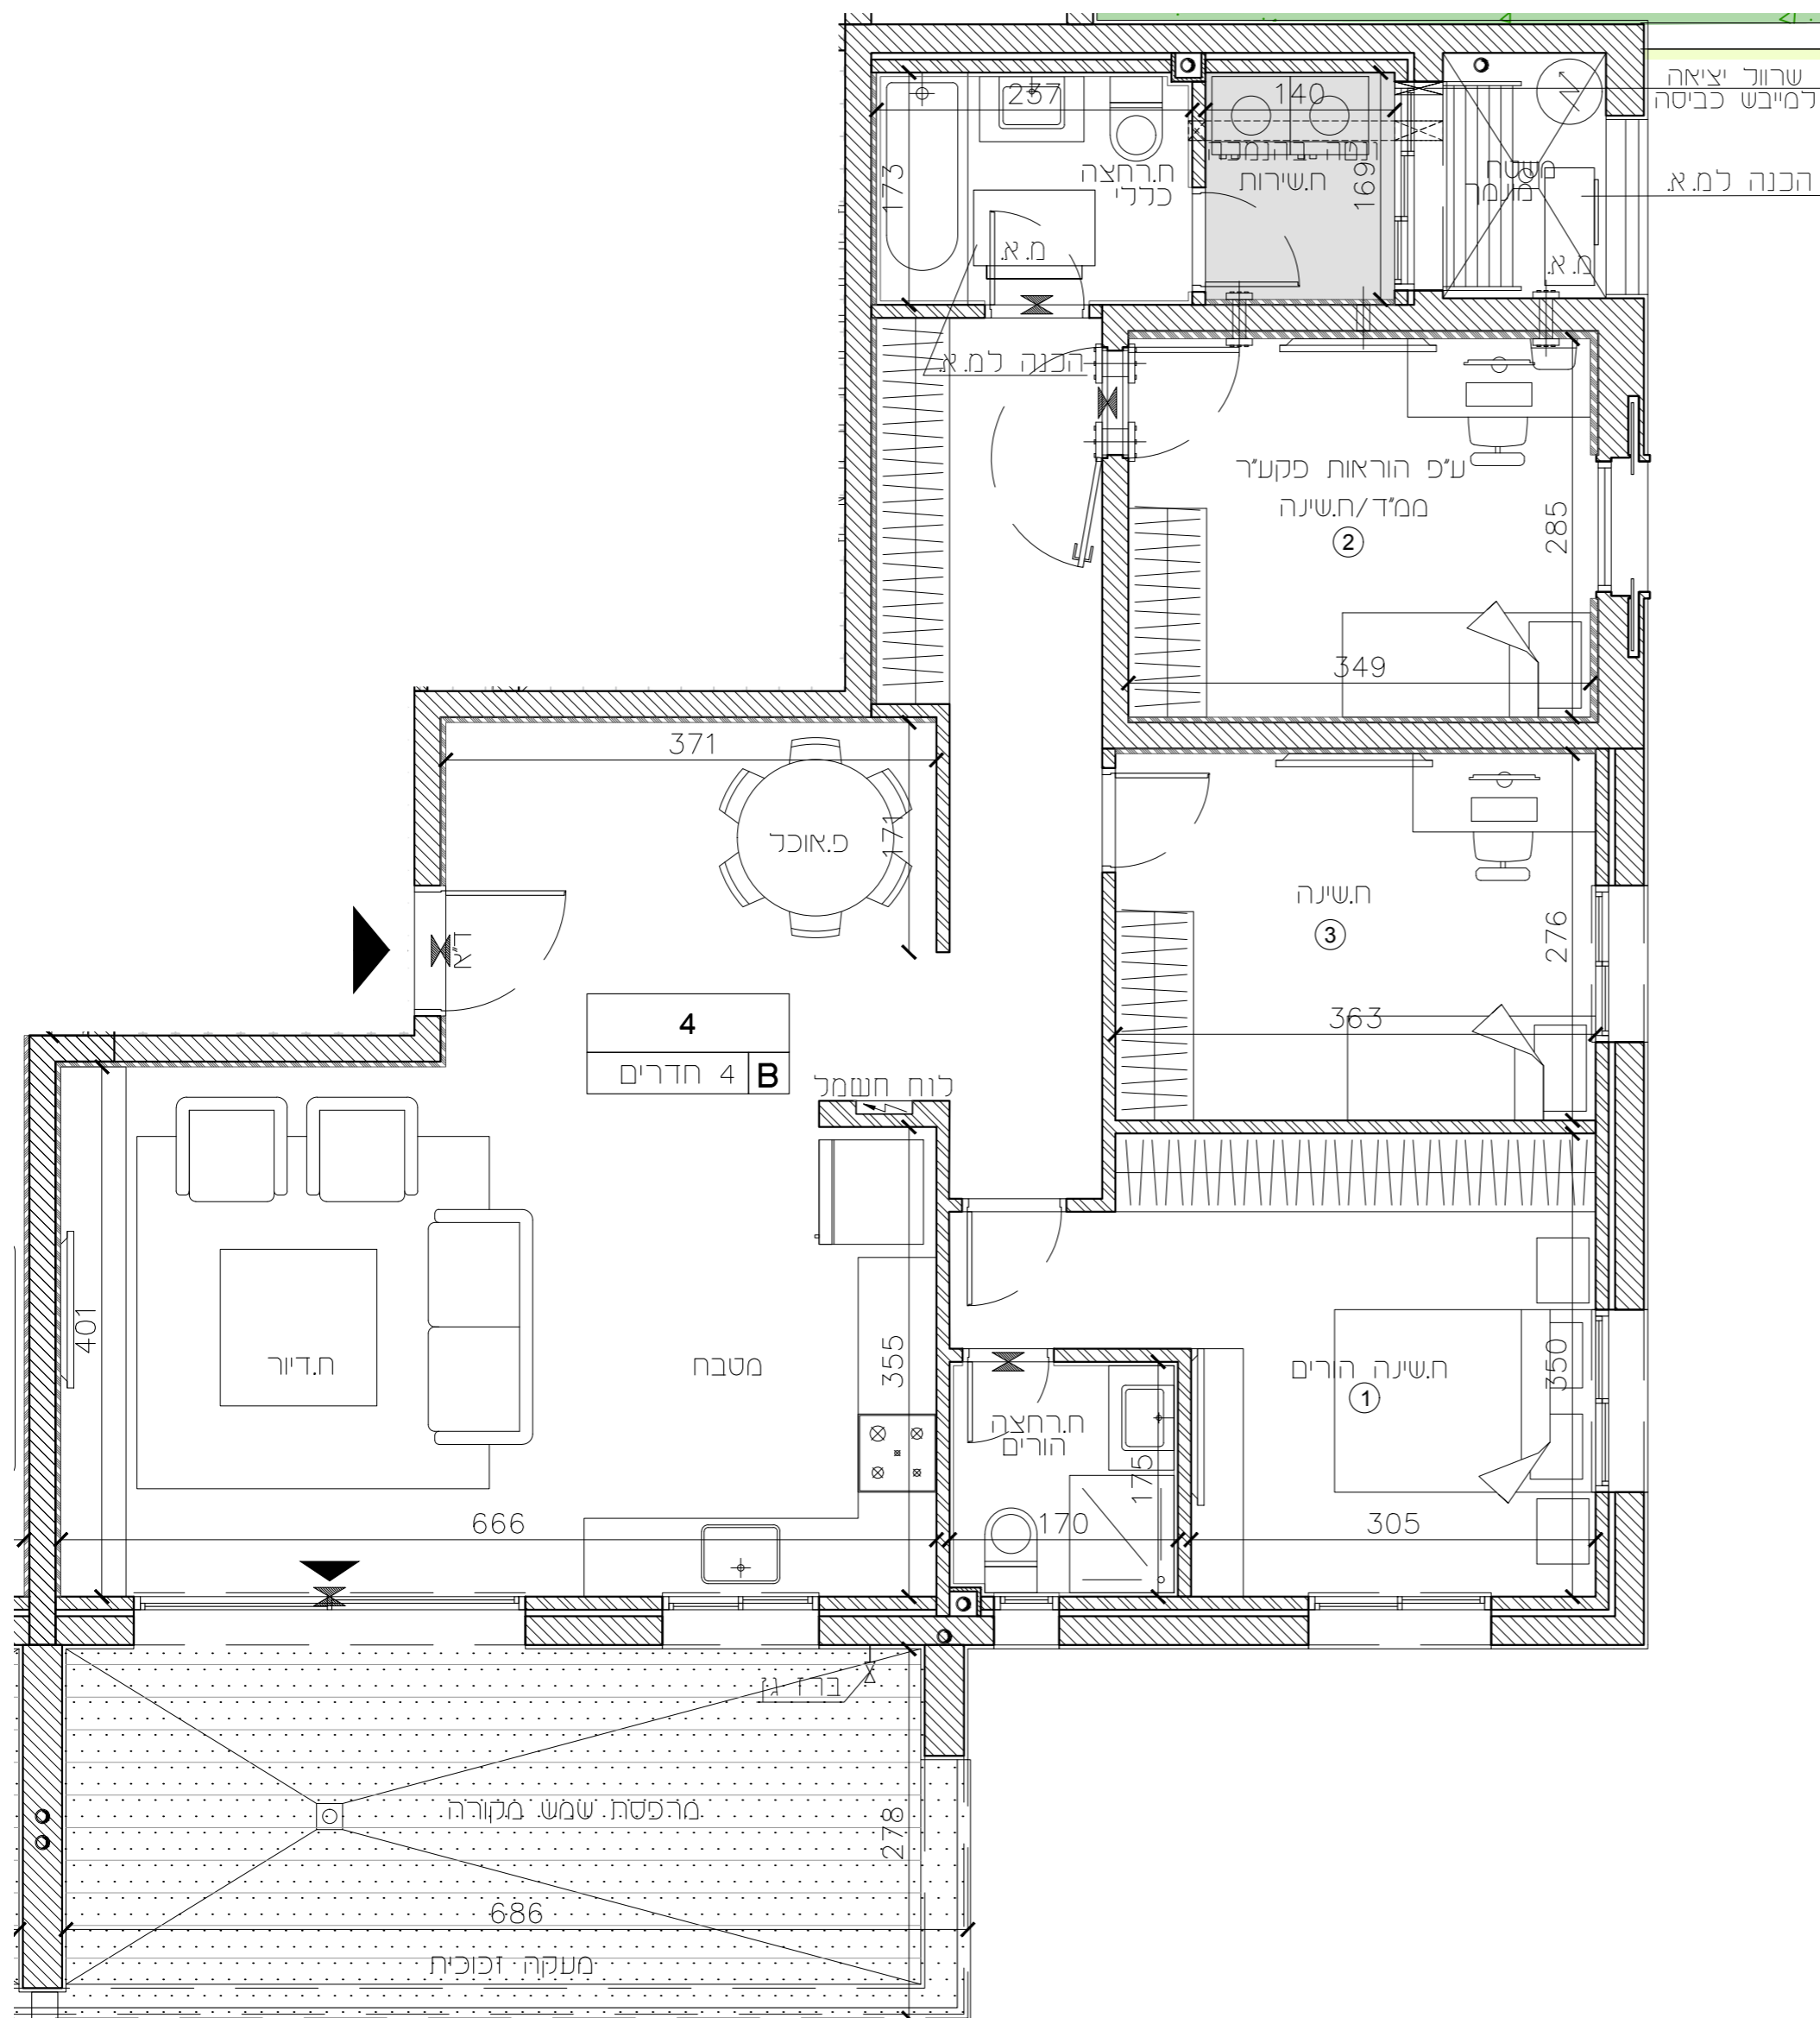 שרוול יציאה
למייבש כביסה
הכנה למ.א.
237
140
173
169
ח.רחצה
כללי
הנמכה
ח.שירות
משטח
מונמך
מ.א.
מ.א.
הכנה למ.א.
ע"פ הוראות פקע"ר
ממ"ד/ח.שינה
2
285
349
371
171
פ.אוכל
ח.שינה
3
276
363
4
4 חדרים
B
לוח חשמל
401
ח.דיור
מטבח
355
ח.שינה הורים
1
350
ח.רחצה
הורים
175
666
170
305
ברז גן
מרפסת שמש מקורה
278
686
מעקה זכוכית